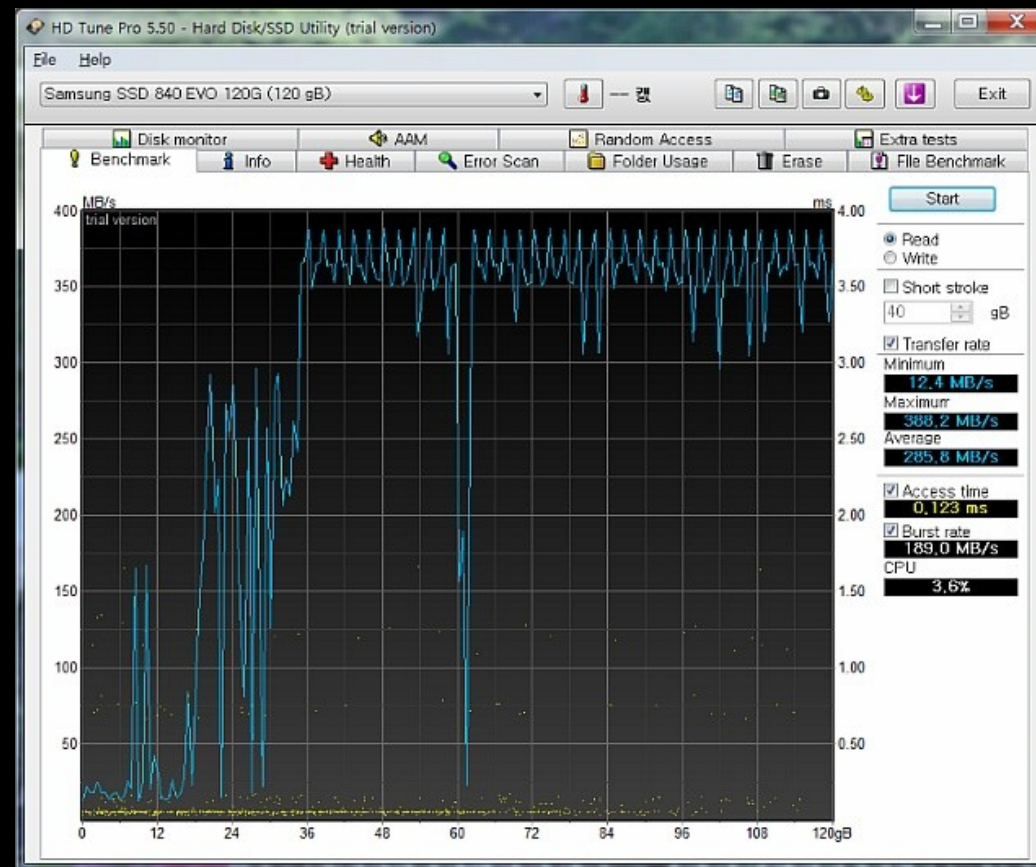 HD Tune Pro 5.50 - Hard Disk/SSD Utility (trial version)
File Help
Samsung SSD 840 EVO 120G (120 gB)
-- 캜
Exit
Disk monitor AAM Random Access Extra tests
Benchmark Info Health Error Scan Folder Usage Erase File Benchmark
MB/s
ms
trial version
400
350
300
250
200
150
100
50
4.00
3.50
3.00
2.50
2.00
1.50
1.00
0.50
0 12 24 36 48 60 72 84 96 108 120gB
Start
Read
Write
Short stroke
40 gB
Transfer rate
Minimum
12,4 MB/s
Maximum
388,2 MB/s
Average
285,8 MB/s
Access time
0,123 ms
Burst rate
189,0 MB/s
CPU
3,6%